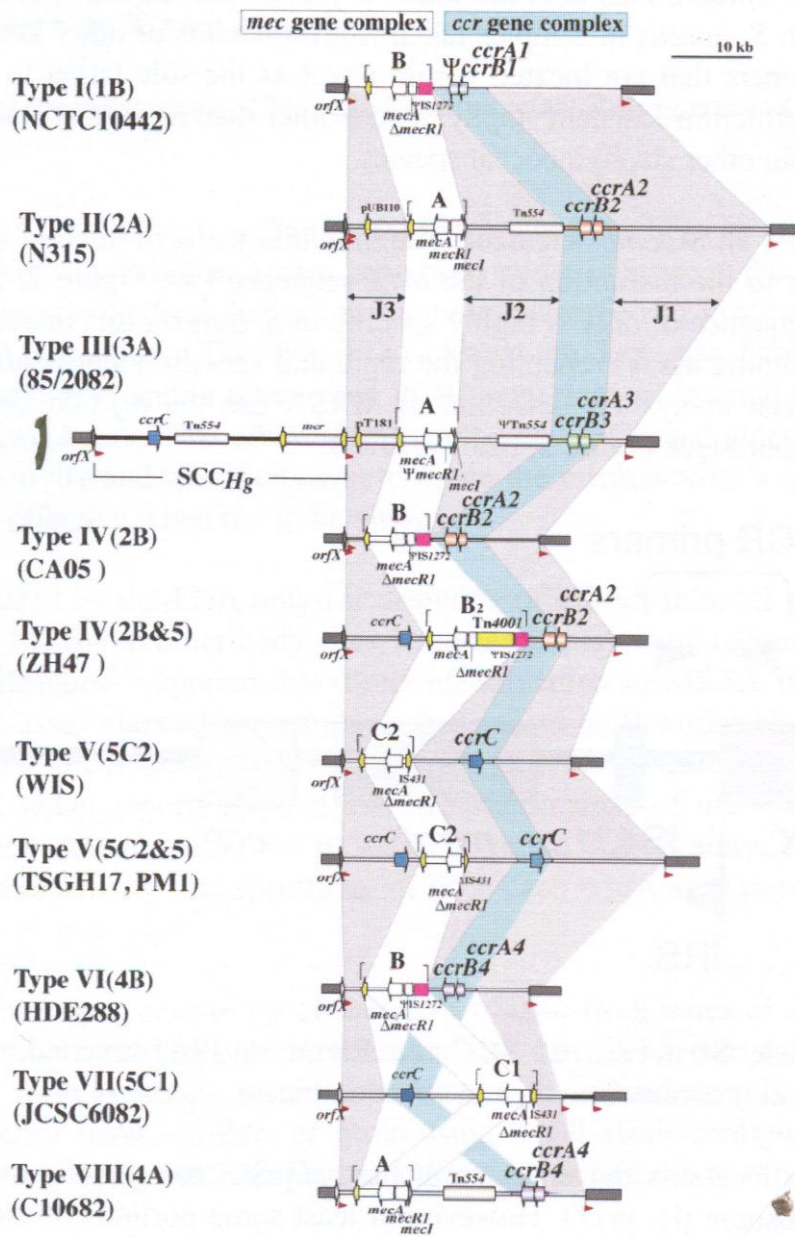 mec gene complex ccr gene complex
10 kb
Type I(1B)
(NCTC10442)
orfX
B
mecA
ΔmecR1
ΨIS1272
Ψ
ccrA1
ccrB1
Type II(2A)
(N315)
orfX
pUB110
A
mecA
mecR1
mecI
Tn554
ccrA2
ccrB2
J3
J2
J1
Type III(3A)
(85/2082)
orfX
ccrC
Tn554
mer
pT181
A
mecA
ΨmecR1
mecI
ΨTn554
ccrA3
ccrB3
SCCHg
Type IV(2B)
(CA05 )
orfX
B
mecA
ΔmecR1
ΨIS1272
ccrA2
ccrB2
Type IV(2B&5)
(ZH47 )
orfX
ccrC
B2
Tn4001
mecA
ΔmecR1
ΨIS1272
ccrA2
ccrB2
Type V(5C2)
(WIS)
orfX
C2
mecA
ΔmecR1
IS431
ccrC
Type V(5C2&5)
(TSGH17, PM1)
orfX
ccrC
C2
mecA
ΔmecR1
IS431
ccrC
Type VI(4B)
(HDE288)
orfX
B
mecA
ΔmecR1
ΨIS1272
ccrA4
ccrB4
Type VII(5C1)
(JCSC6082)
orfX
ccrC
C1
mecA
IS431
ΔmecR1
Type VIII(4A)
(C10682)
orfX
A
mecA
mecR1
mecI
Tn554
ccrA4
ccrB4